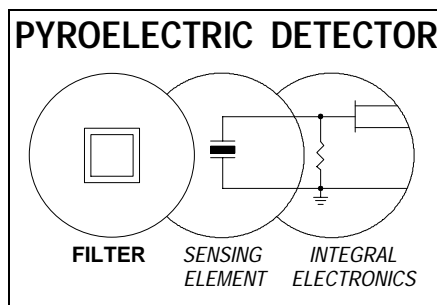 PYROELECTRIC DETECTOR
FILTER
SENSING
ELEMENT
INTEGRAL
ELECTRONICS